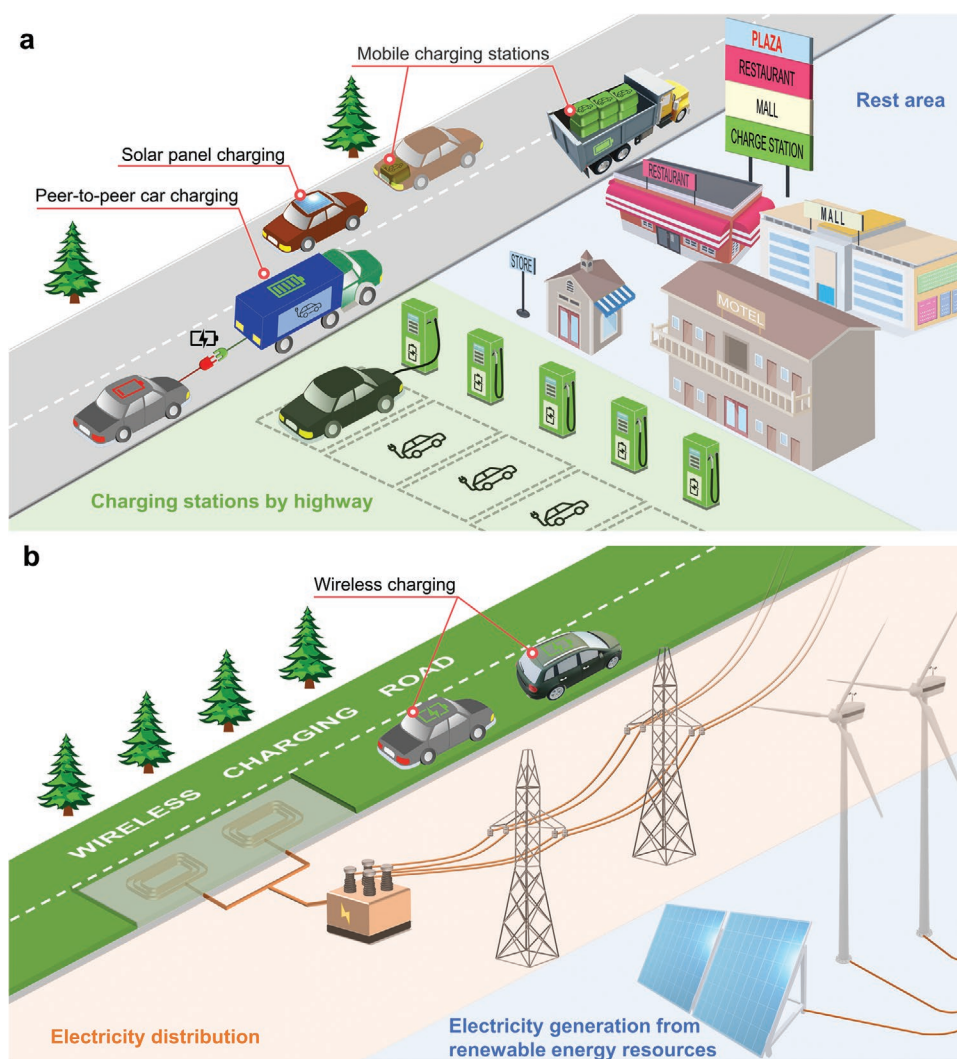 a
Mobile charging stations
Solar panel charging
Peer-to-peer car charging
PLAZA
RESTAURANT
MALL
CHARGE STATION
Rest area
RESTAURANT
MALL
STORE
MOTEL
Charging stations by highway
b
Wireless charging
WIRELESS CHARGING ROAD
Electricity distribution
Electricity generation from
renewable energy resources